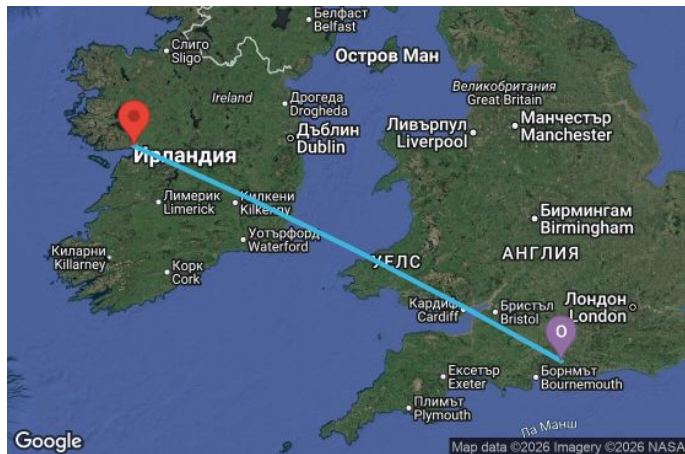 Белфаст
Belfast
Слиго
Sligo
Остров Ман
Ireland
Дрогеда
Drogheda
Великобритания
Great Britain
Дъблин
Dublin
Ливърпул
Liverpool
Манчестър
Manchester
Ирландия
Лимерик
Limerick
Килкени
Kilkenny
Бирмингам
Birmingham
Уотърфорд
Waterford
Киларни
Killarney
Корк
Cork
УЕЛС
АНГЛИЯ
Кардиф
Cardiff
Бристъл
Bristol
Лондон
London
O
Ексетър
Exeter
Борнмът
Bournemouth
Плимът
Plymouth
Ла Манш
Google
Map data ©2026 Imagery ©2026 NASA